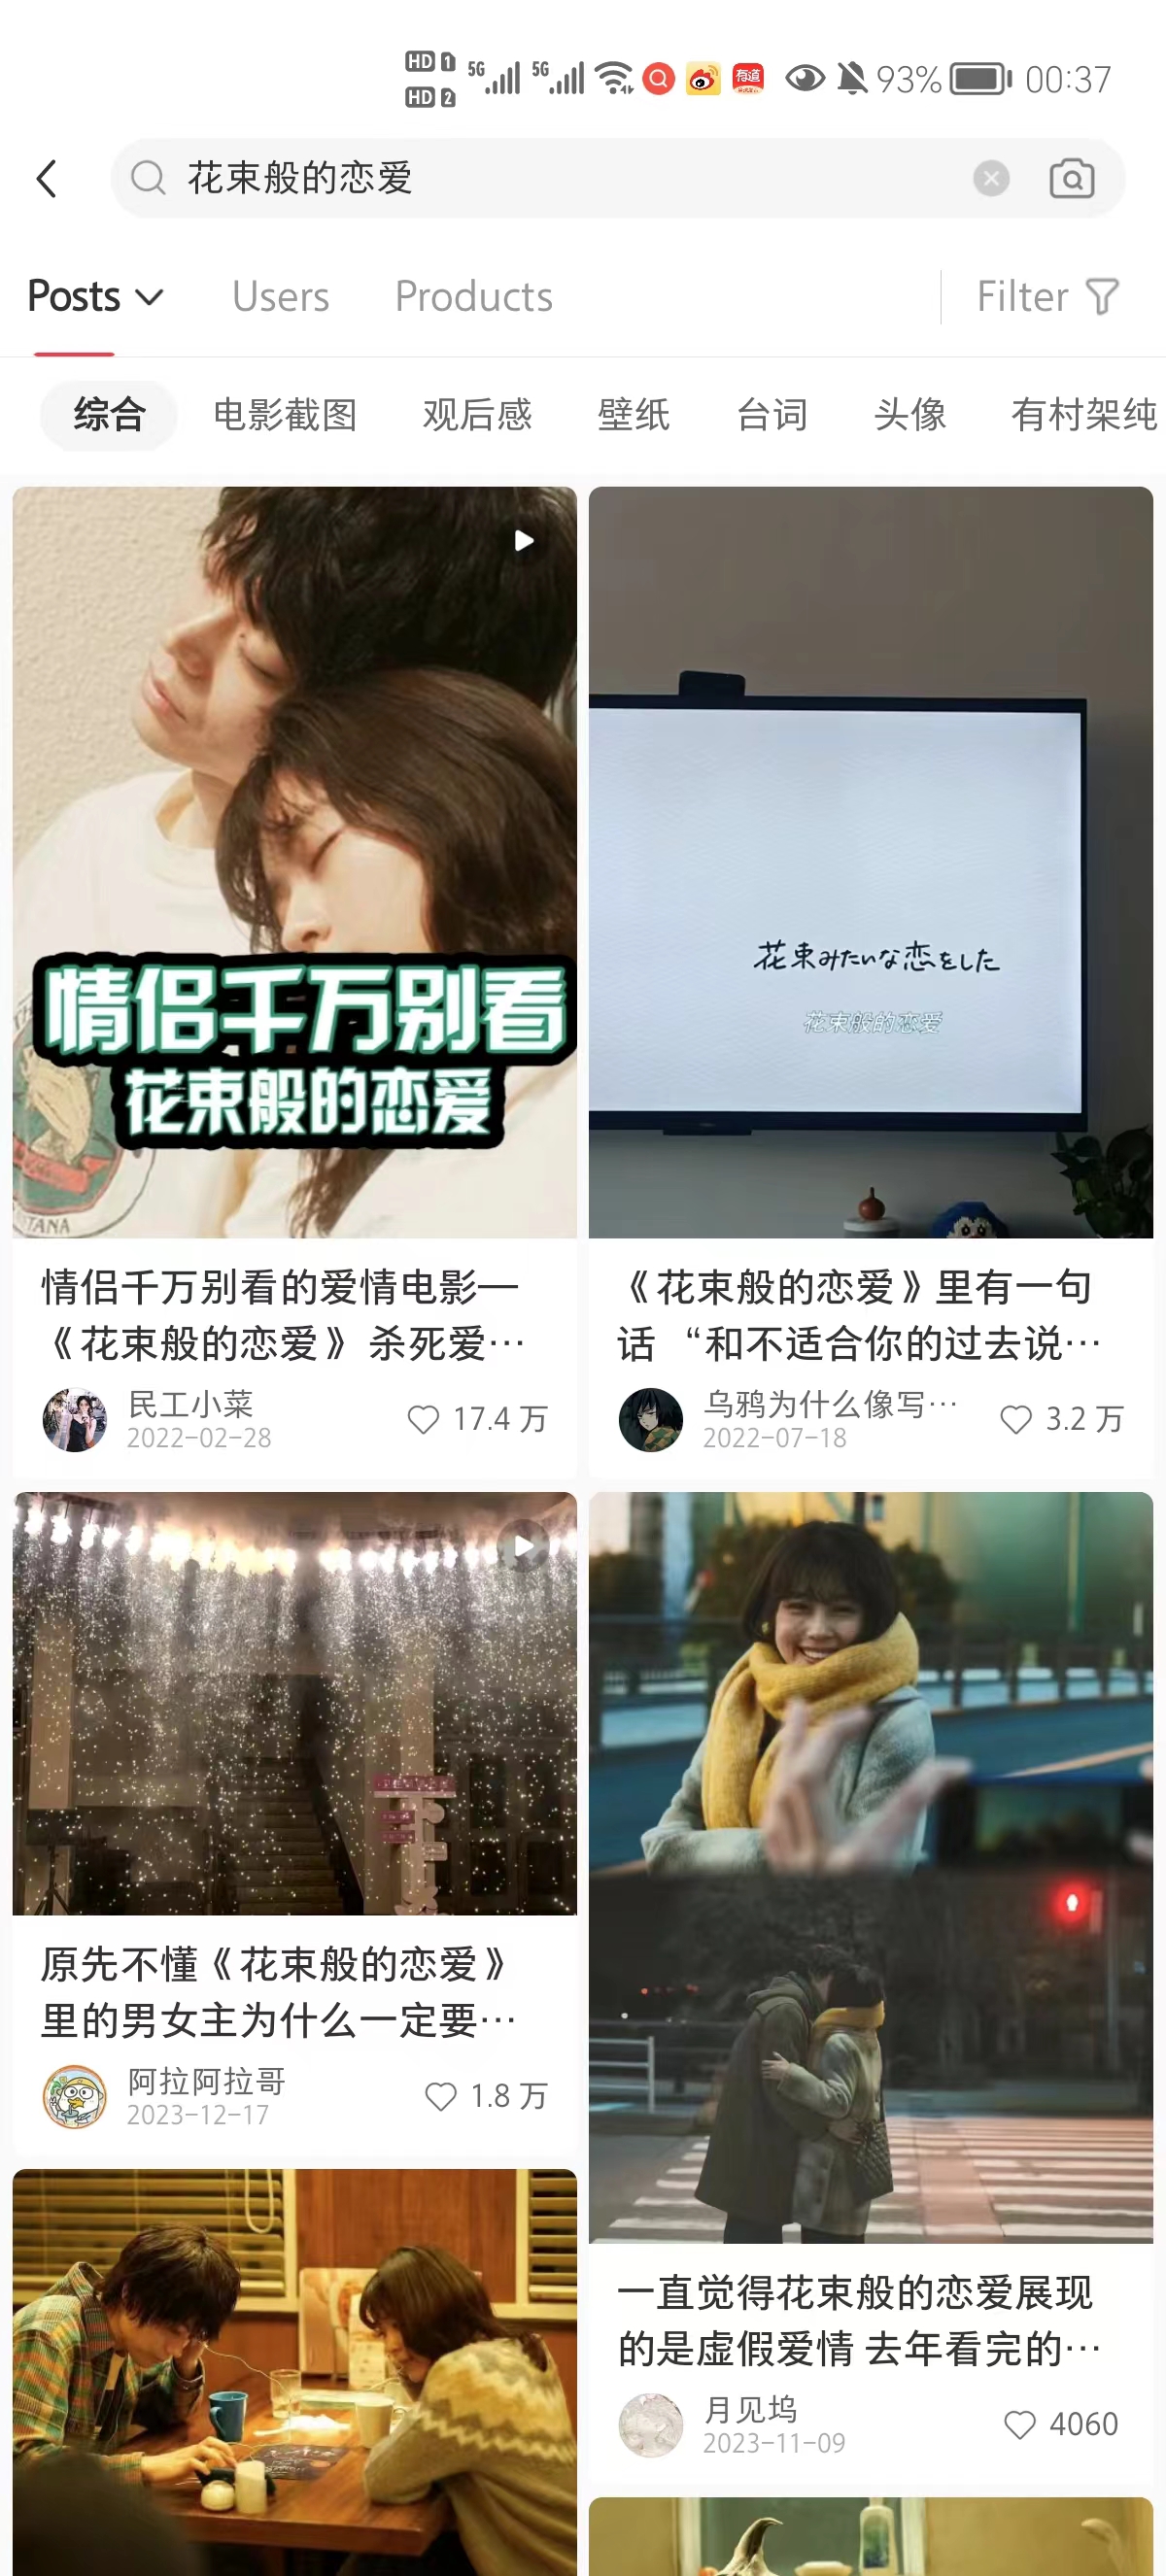 HD 1 5G 5G 有道 93% 00:37
HD 2
花束般的恋爱
Posts Users Products Filter
综合 电影截图 观后感 壁纸 台词 头像 有村架纯
情侣千万别看
花束般的恋爱
TANA
情侣千万别看的爱情电影—
《花束般的恋爱》 杀死爱…
民工小菜
2022-02-28
17.4 万
花束みたいな恋をした
花束般的恋爱
《花束般的恋爱》里有一句
话 “和不适合你的过去说…
乌鸦为什么像写…
2022-07-18
3.2 万
原先不懂《花束般的恋爱》
里的男女主为什么一定要…
阿拉阿拉哥
2023-12-17
1.8 万
一直觉得花束般的恋爱展现
的是虚假爱情 去年看完的…
月见坞
2023-11-09
4060